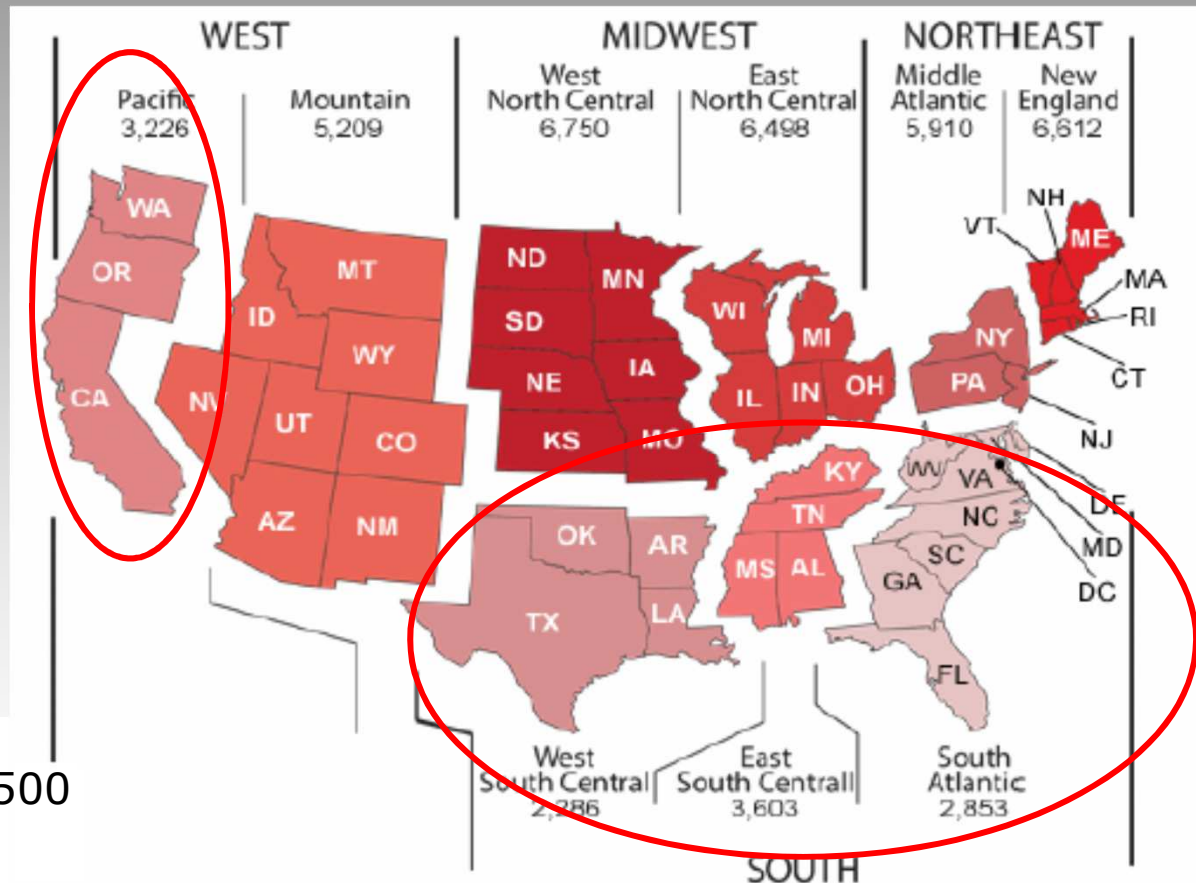 WEST MIDWEST NORTHEAST
Pacific 3,226
Mountain 5,209
West North Central 6,750
East North Central 6,498
Middle Atlantic 5,910
New England 6,612
WA
OR
CA
MT
ID
WY
NV
UT
CO
AZ
NM
ND
MN
SD
NE
IA
KS
MO
WI
MI
IL
IN
OH
NH
VT
ME
MA
RI
CT
NY
PA
NJ
OK
AR
TX
LA
KY
TN
MS
AL
WV
VA
NC
SC
GA
FL
DE
MD
DC
500
West South Central 2,286
East South Centrall 3,603
South Atlantic 2,853
SOUTH